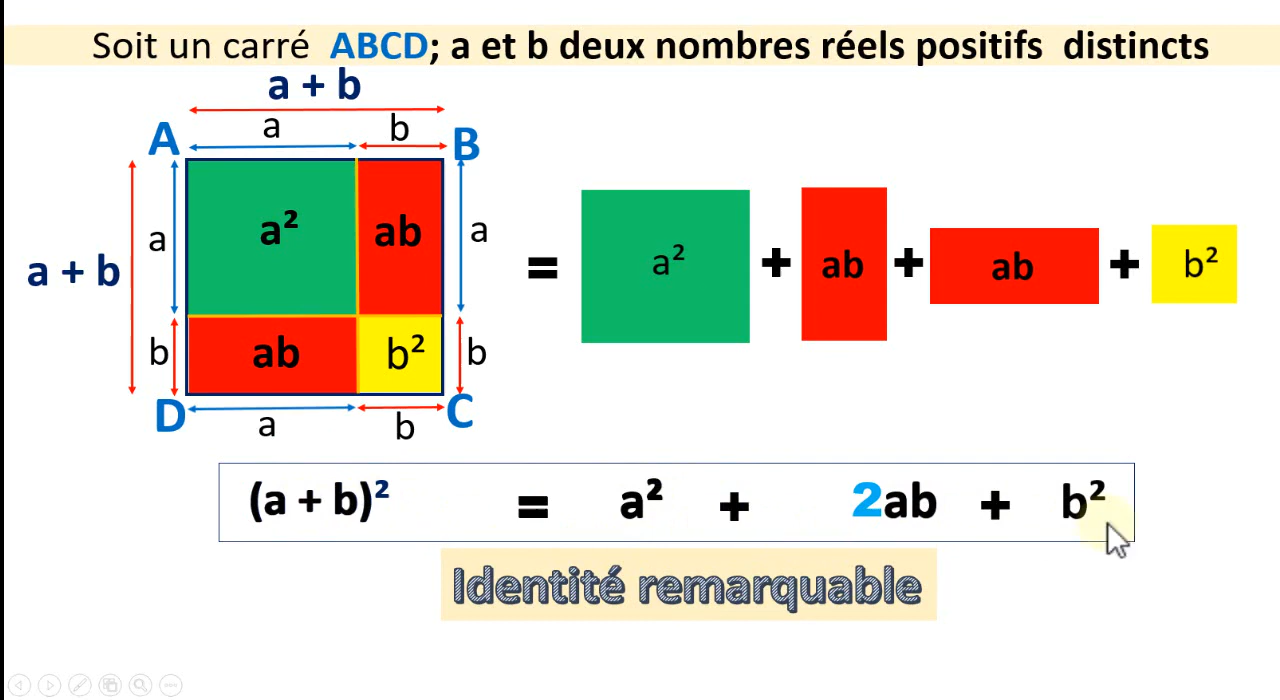 Soit un carré ABCD; a et b deux nombres réels positifs distincts
a + b
a b
A B
a² ab
a a
a + b
= a² + ab + ab + b²
b ab b² b
D C
a b
(a + b)² = a² + 2ab + b²
Identité remarquable